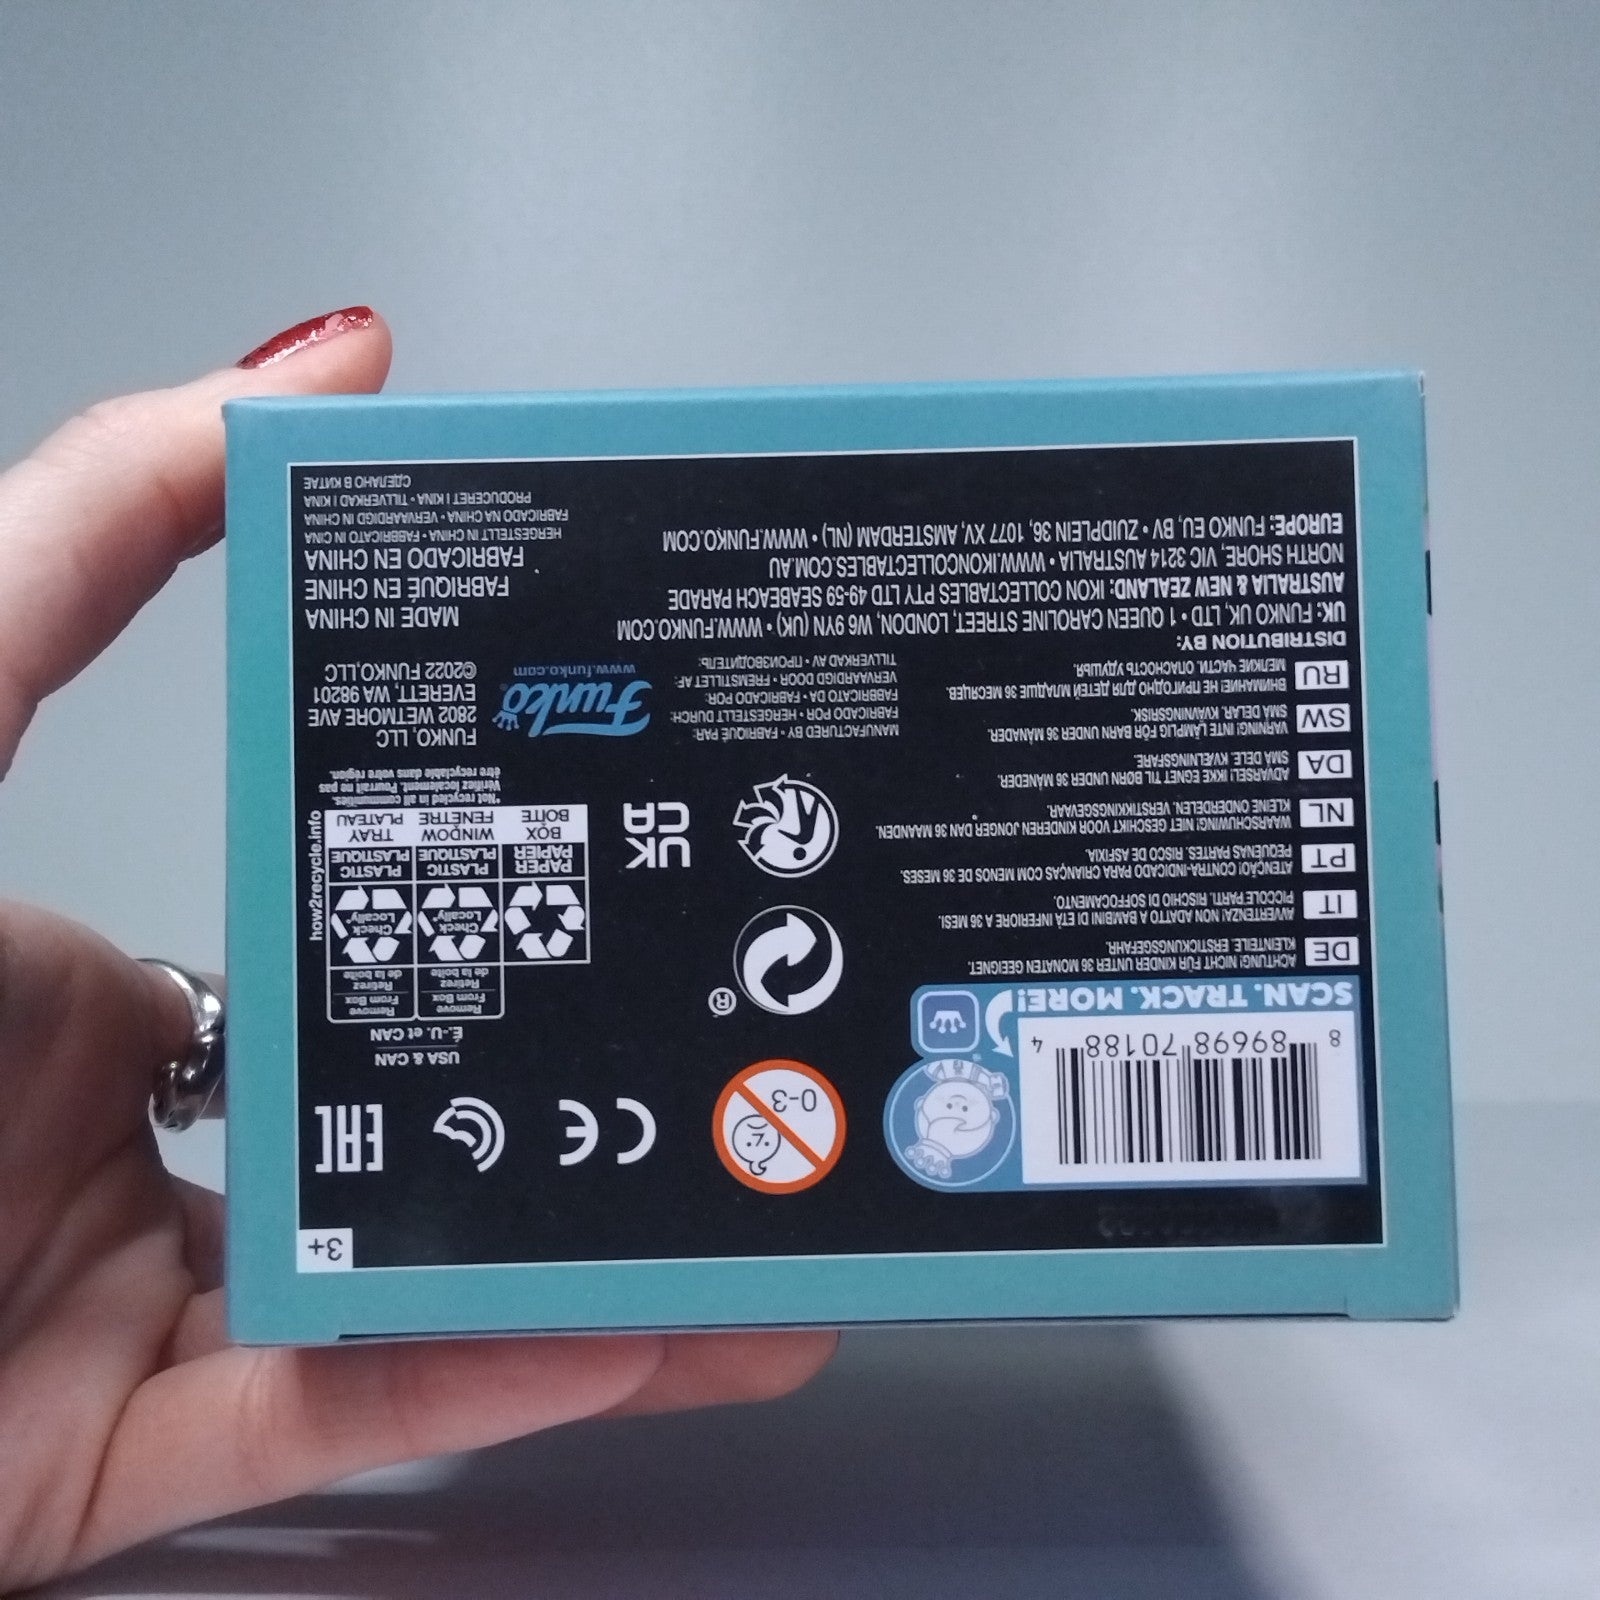 3+
8 89698 70188 4
SCAN. TRACK. MORE!
0-3
CE
EAC
USA & CAN
É.-U. et CAN
Remove From Box
Retirez de la boîte
Remove From Box
Retirez de la boîte
Check Locally*
Check Locally*
PAPER
PAPIER
BOX
BOÎTE
PLASTIC
PLASTIQUE
WINDOW
FENÊTRE
PLASTIC
PLASTIQUE
TRAY
PLATEAU
how2recycle.info
*Not recycled in all communities.
Vérifiez localement. Pourrait ne pas
être recyclable dans votre région.
®
UK
CA
DE ACHTUNG! NICHT FÜR KINDER UNTER 36 MONATEN GEEIGNET.
KLEINTEILE. ERSTICKUNGSGEFAHR.
IT AVVERTENZA! NON ADATTO A BAMBINI DI ETÀ INFERIORE A 36 MESI.
PICCOLE PARTI. RISCHIO DI SOFFOCAMENTO.
PT ATENÇÃO! CONTRA-INDICADO PARA CRIANÇAS COM MENOS DE 36 MESES.
PEQUENAS PARTES. RISCO DE ASFIXIA.
NL WAARSCHUWING! NIET GESCHIKT VOOR KINDEREN JONGER DAN 36 MAANDEN.
KLEINE ONDERDELEN. VERSTIKKINGSGEVAAR.
DA ADVARSEL! IKKE EGNET TIL BØRN UNDER 36 MÅNEDER.
SMÅ DELE. KVÆLNINGSFARE.
SW VARNING! INTE LÄMPLIG FÖR BARN UNDER 36 MÅNADER.
SMÅ DELAR. KVÄVNINGSRISK.
RU ВНИМАНИЕ! НЕ ПРИГОДНО ДЛЯ ДЕТЕЙ МЛАДШЕ 36 МЕСЯЦЕВ.
МЕЛКИЕ ЧАСТИ. ОПАСНОСТЬ УДУШЬЯ.
MANUFACTURED BY • FABRIQUÉ PAR:
FABRICADO POR • HERGESTELLT DURCH:
FABBRICATO DA • FABRICADO POR:
VERVAARDIGD DOOR • FREMSTILLET AF:
TILLVERKAD AV • ПРОИЗВОДИТЕЛЬ:
Funko®
www.funko.com
FUNKO, LLC
2802 WETMORE AVE
EVERETT, WA 98201
©2022 FUNKO,LLC
DISTRIBUTION BY:
UK: FUNKO UK, LTD. • 1 QUEEN CAROLINE STREET, LONDON, W6 9YN (UK) • WWW.FUNKO.COM
AUSTRALIA & NEW ZEALAND: IKON COLLECTABLES PTY LTD 49-59 SEABEACH PARADE
NORTH SHORE, VIC 3214 AUSTRALIA • WWW.IKONCOLLECTABLES.COM.AU
EUROPE: FUNKO EU, BV • ZUIDPLEIN 36, 1077 XV, AMSTERDAM (NL) • WWW.FUNKO.COM
MADE IN CHINA
FABRIQUÉ EN CHINE
FABRICADO EN CHINA
HERGESTELLT IN CHINA • FABBRICATO IN CINA
FABRICADO NA CHINA • VERVAARDIGD IN CHINA
PRODUCERET I KINA • TILLVERKAD I KINA
СДЕЛАНО В КИТАЕ